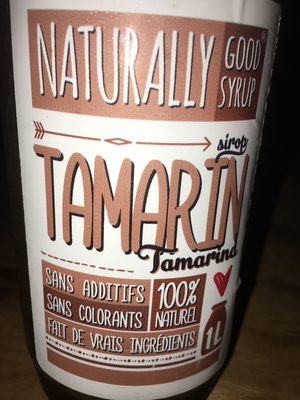 NATURALLY GOOD SYRUP
sirop
TAMARIN
Tamarind
SANS ADDITIFS
SANS COLORANTS
100% NATUREL
FAIT DE VRAIS INGRÉDIENTS
1L